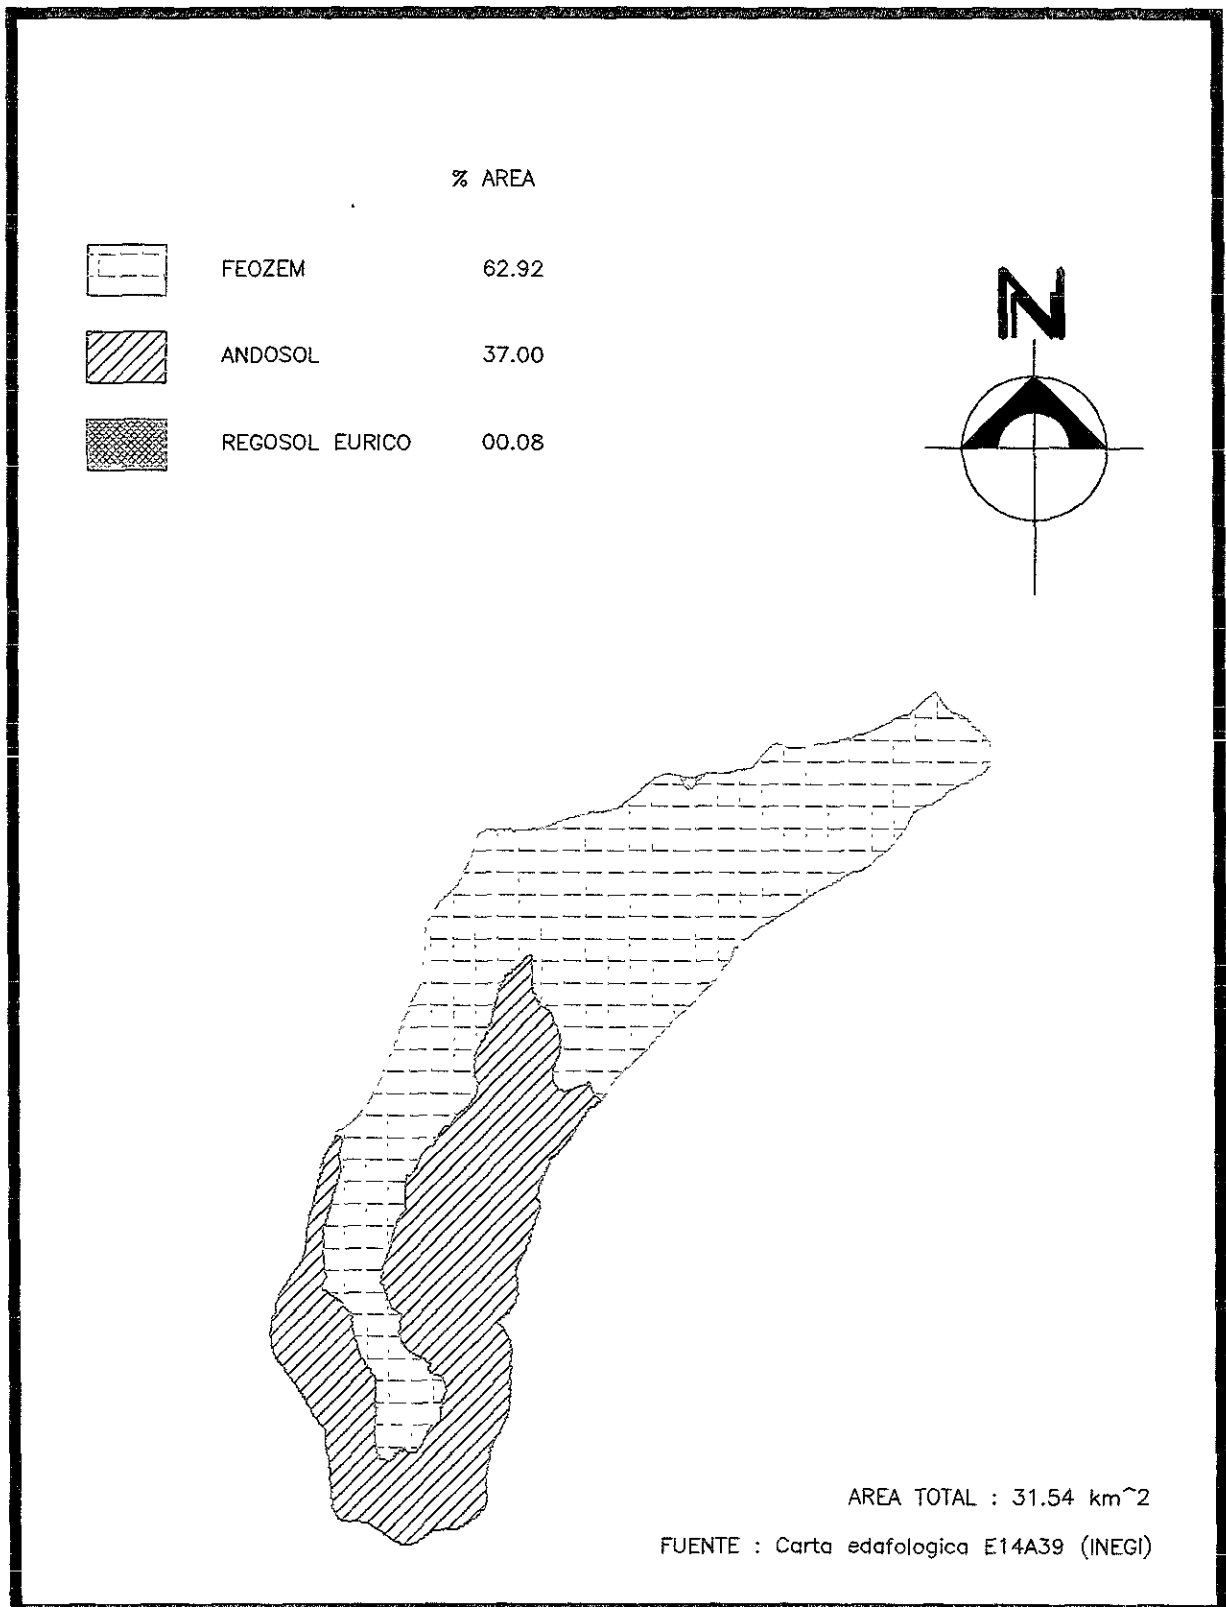 % AREA
FEOZEM 62.92
ANDOSOL 37.00
REGOSOL EURICO 00.08
N
AREA TOTAL : 31.54 km^2
FUENTE : Carta edafologica E14A39 (INEGI)